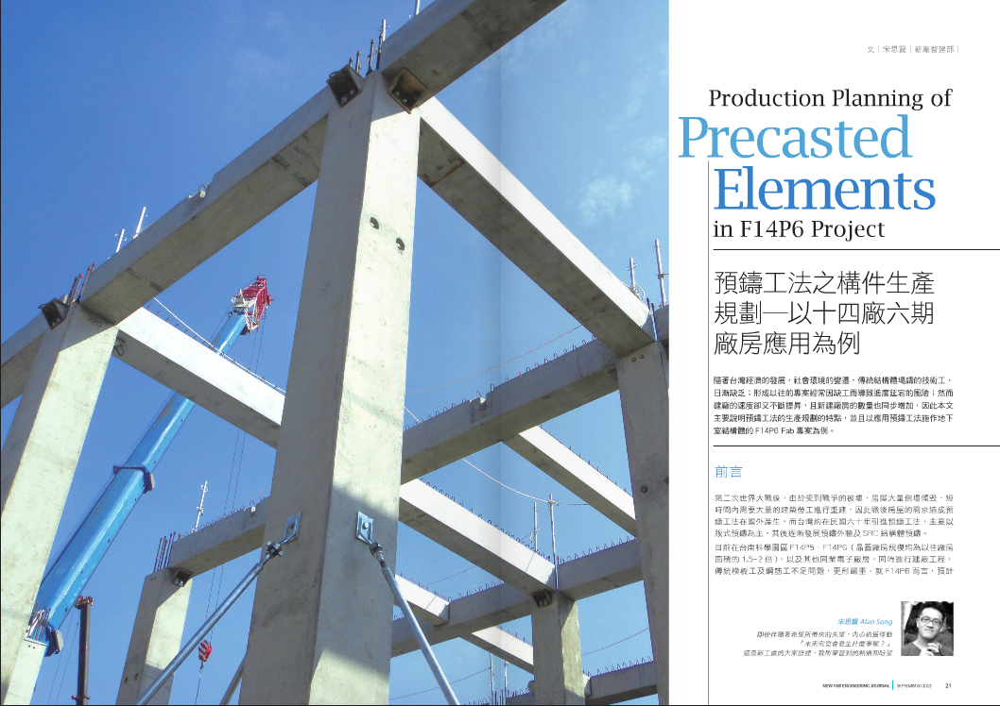 文｜宋思賢｜新廠營建部｜
Production Planning of
Precasted
Elements
in F14P6 Project
預鑄工法之構件生產
規劃─以十四廠六期
廠房應用為例
隨著台灣經濟的發展，社會環境的變遷，傳統結構體場鑄的技術工，
日漸缺乏；形成以往的專案經常因缺工而導致進度延宕的風險；然而
建廠的速度卻又不斷提昇，且新建廠房的數量也同步增加，因此本文
主要說明預鑄工法的生產規劃的特點，並且以應用預鑄工法施作地下
室結構體的 F14P6 Fab 專案為例。
前言
第二次世界大戰後，由於受到戰爭的破壞，房屋大量倒塌傾毀，短
時間內需要大量的建築勞工進行重建，因此戰後房屋的需求造成預
鑄工法在國外產生。而台灣約在民國六十年引進預鑄工法，主要以
版式預鑄為主，其後逐漸發展預鑄外牆及 SRC 結構體預鑄。
目前在台南科學園區 F14P5、F14P6（晶圓廠房規模均為以往廠房
面積的 1.5~2 倍），以及其他同業電子廠房，同時進行建廠工程，
傳統模板工及鋼筋工不足問題，更形嚴重。就 F14P6 而言，預計
宋思賢 Alan Song
即使伴隨著希望所帶來的失望，內心依舊悸動
「未來究竟會發生什麼事呢？」
這是新工處的大家庭裡，我所學習到的熱情和盼望
NEW FAB ENGINEERING JOURNAL｜SEPTEMBER 2013 21